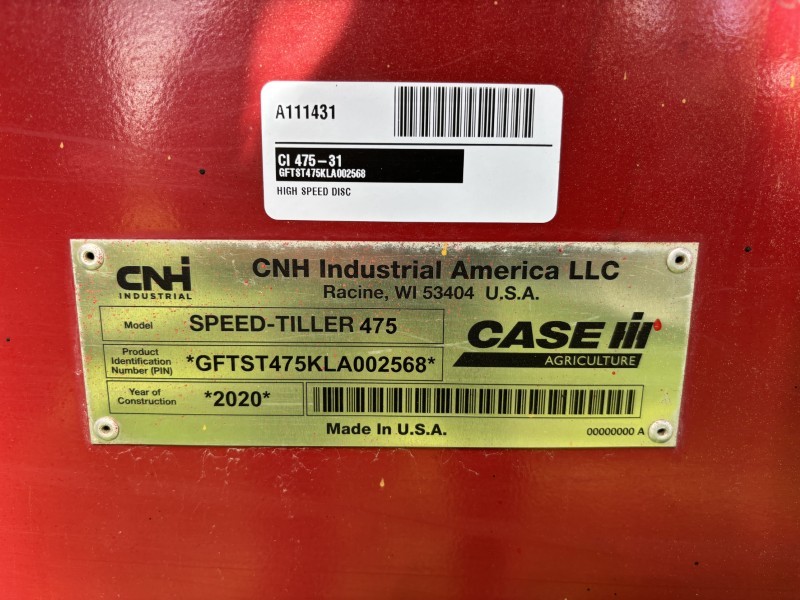 A111431
CI 475-31
GFTST475KLA002568
HIGH SPEED DISC
CNH
INDUSTRIAL
CNH Industrial America LLC
Racine, WI 53404 U.S.A.
Model
SPEED-TILLER 475
CASE IH
AGRICULTURE
Product
Identification
Number (PIN)
*GFTST475KLA002568*
Year of
Construction
*2020*
Made In U.S.A.
00000000 A